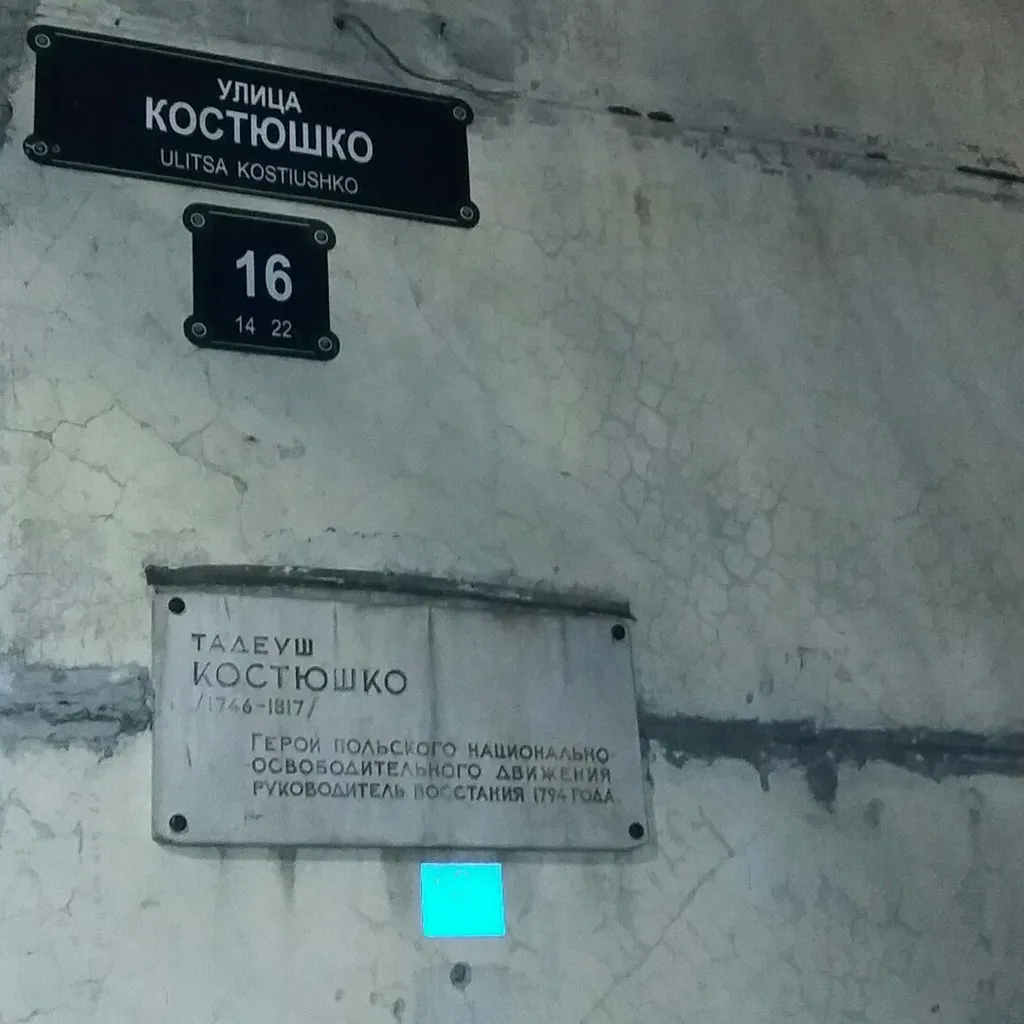 УЛИЦА
КОСТЮШКО
ULITSA KOSTIUSHKO
16
14 22
ТАДЕУШ
КОСТЮШКО
/1746-1817/
ГЕРОЙ ПОЛЬСКОГО НАЦИОНАЛЬНО-
ОСВОБОДИТЕЛЬНОГО ДВИЖЕНИЯ
РУКОВОДИТЕЛЬ ВОССТАНИЯ 1794 ГОДА